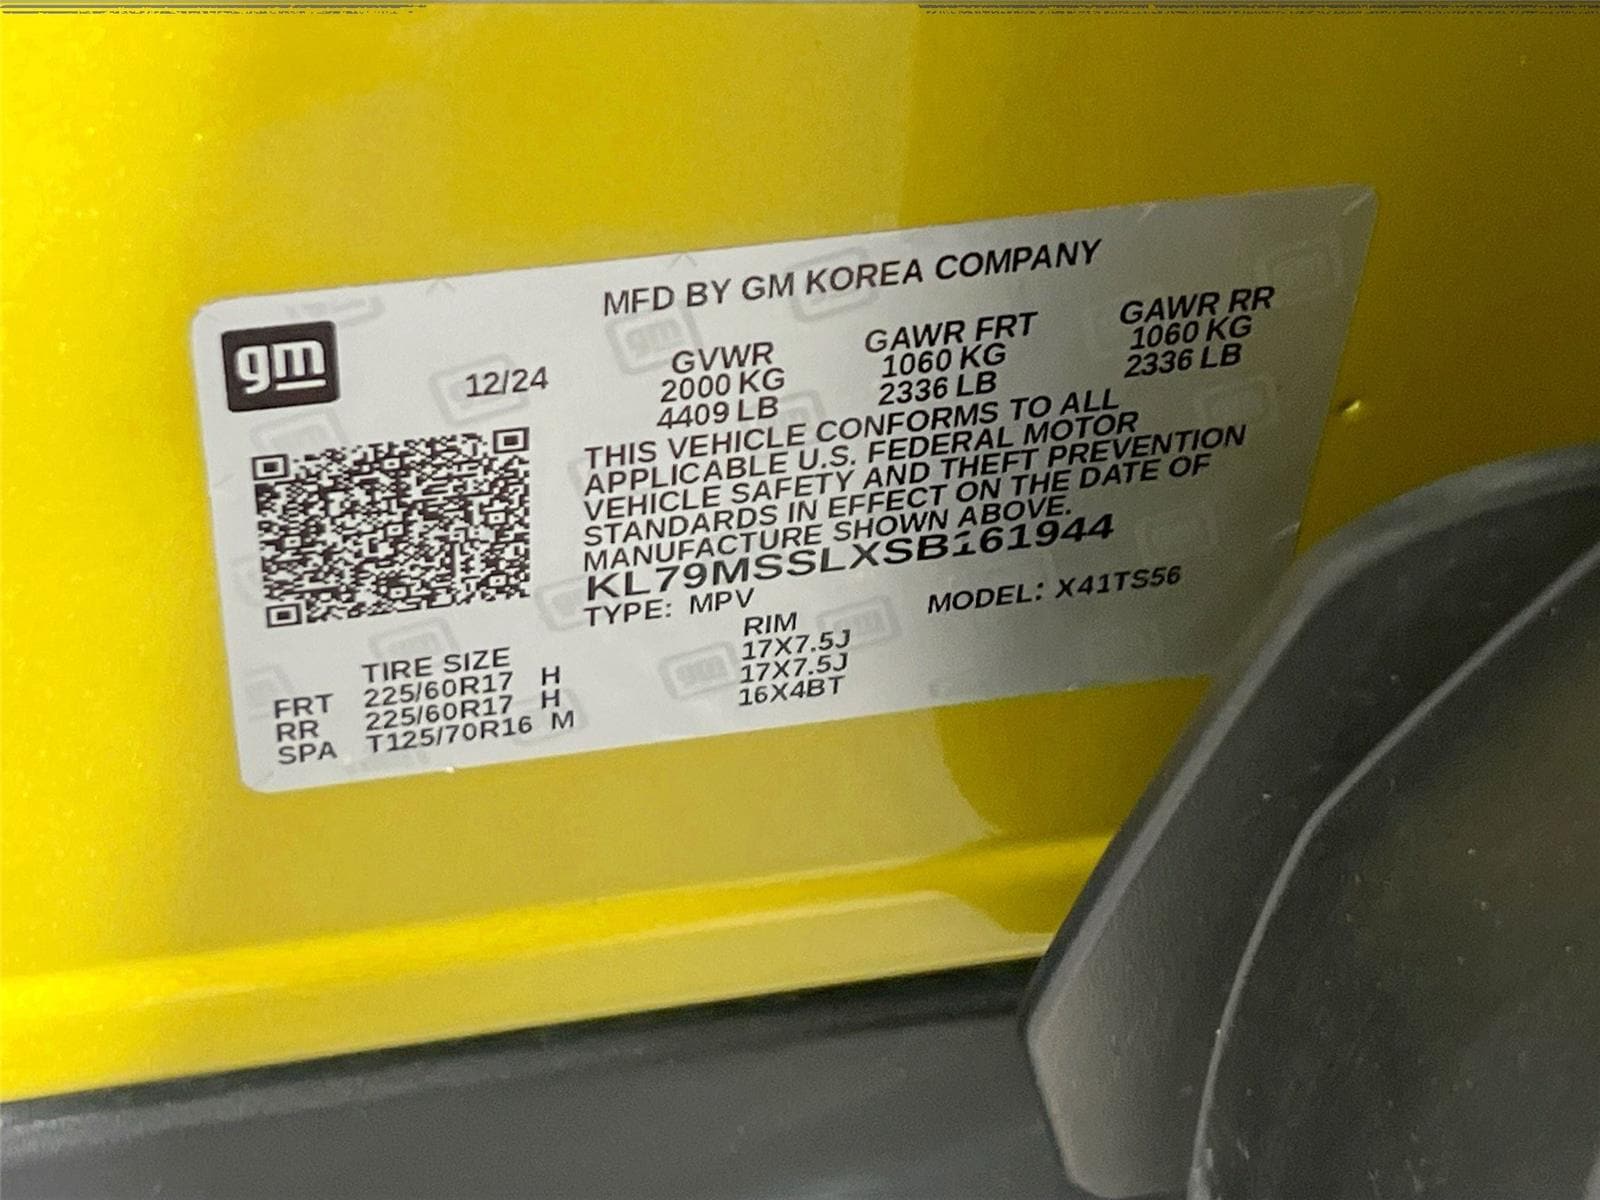 MFD BY GM KOREA COMPANY
gm
12/24
GVWR GAWR FRT GAWR RR
2000 KG 1060 KG 1060 KG
4409 LB 2336 LB 2336 LB
THIS VEHICLE CONFORMS TO ALL
APPLICABLE U.S. FEDERAL MOTOR
VEHICLE SAFETY AND THEFT PREVENTION
STANDARDS IN EFFECT ON THE DATE OF
MANUFACTURE SHOWN ABOVE.
KL79MSSLXSB161944
TYPE: MPV MODEL: X41TS56
TIRE SIZE RIM
FRT 225/60R17 H 17X7.5J
RR 225/60R17 H 17X7.5J
SPA T125/70R16 M 16X4BT